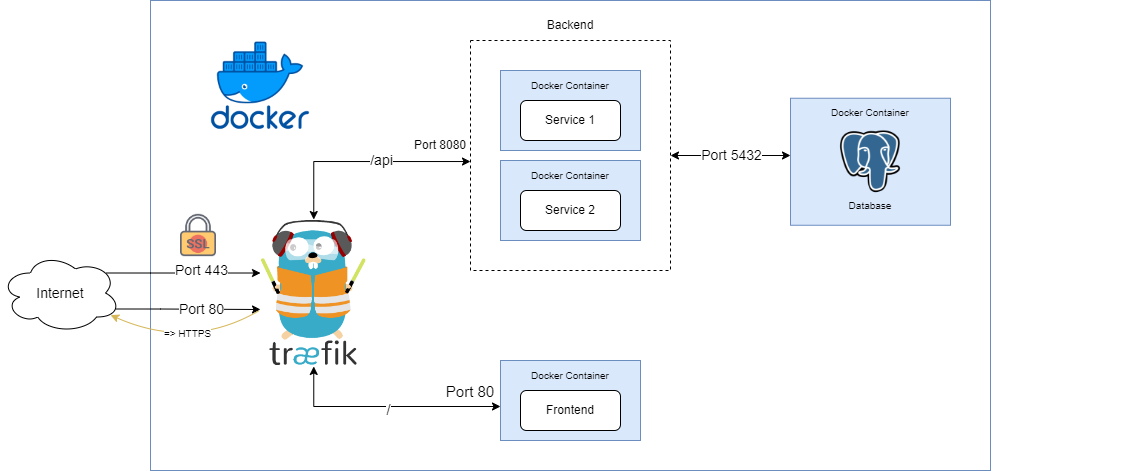 Backend
docker
Docker Container
Service 1
Docker Container
Service 2
Port 8080
/api
Port 5432
Docker Container
Database
SSL
Internet
Port 443
Port 80
=> HTTPS
træfik
Port 80
/
Docker Container
Frontend